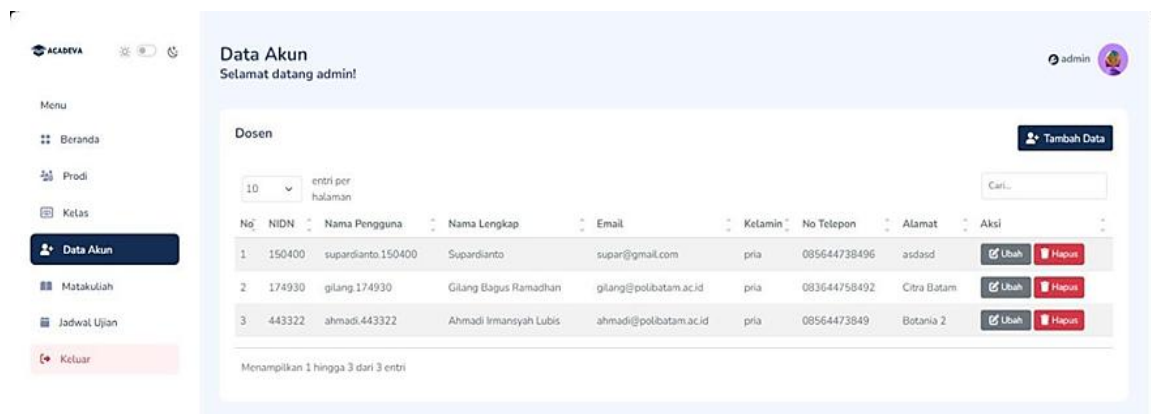 ACADEVA
Menu
Beranda
Prodi
Kelas
Data Akun
Matakuliah
Jadwal Ujian
Keluar
Data Akun
Selamat datang admin!
admin
Dosen
Tambah Data
10 entri per
halaman
Cari...
No NIDN Nama Pengguna Nama Lengkap Email Kelamin No Telepon Alamat Aksi
1 150400 supardianto.150400 Supardianto supar@gmail.com pria 085644738496 asdasd Ubah Hapus
2 174930 gilang.174930 Gilang Bagus Ramadhan gilang@polibatam.ac.id pria 083644758492 Citra Batam Ubah Hapus
3 443322 ahmadi.443322 Ahmadi Irmansyah Lubis ahmadi@polibatam.ac.id pria 08564473849 Botania 2 Ubah Hapus
Menampilkan 1 hingga 3 dari 3 entri